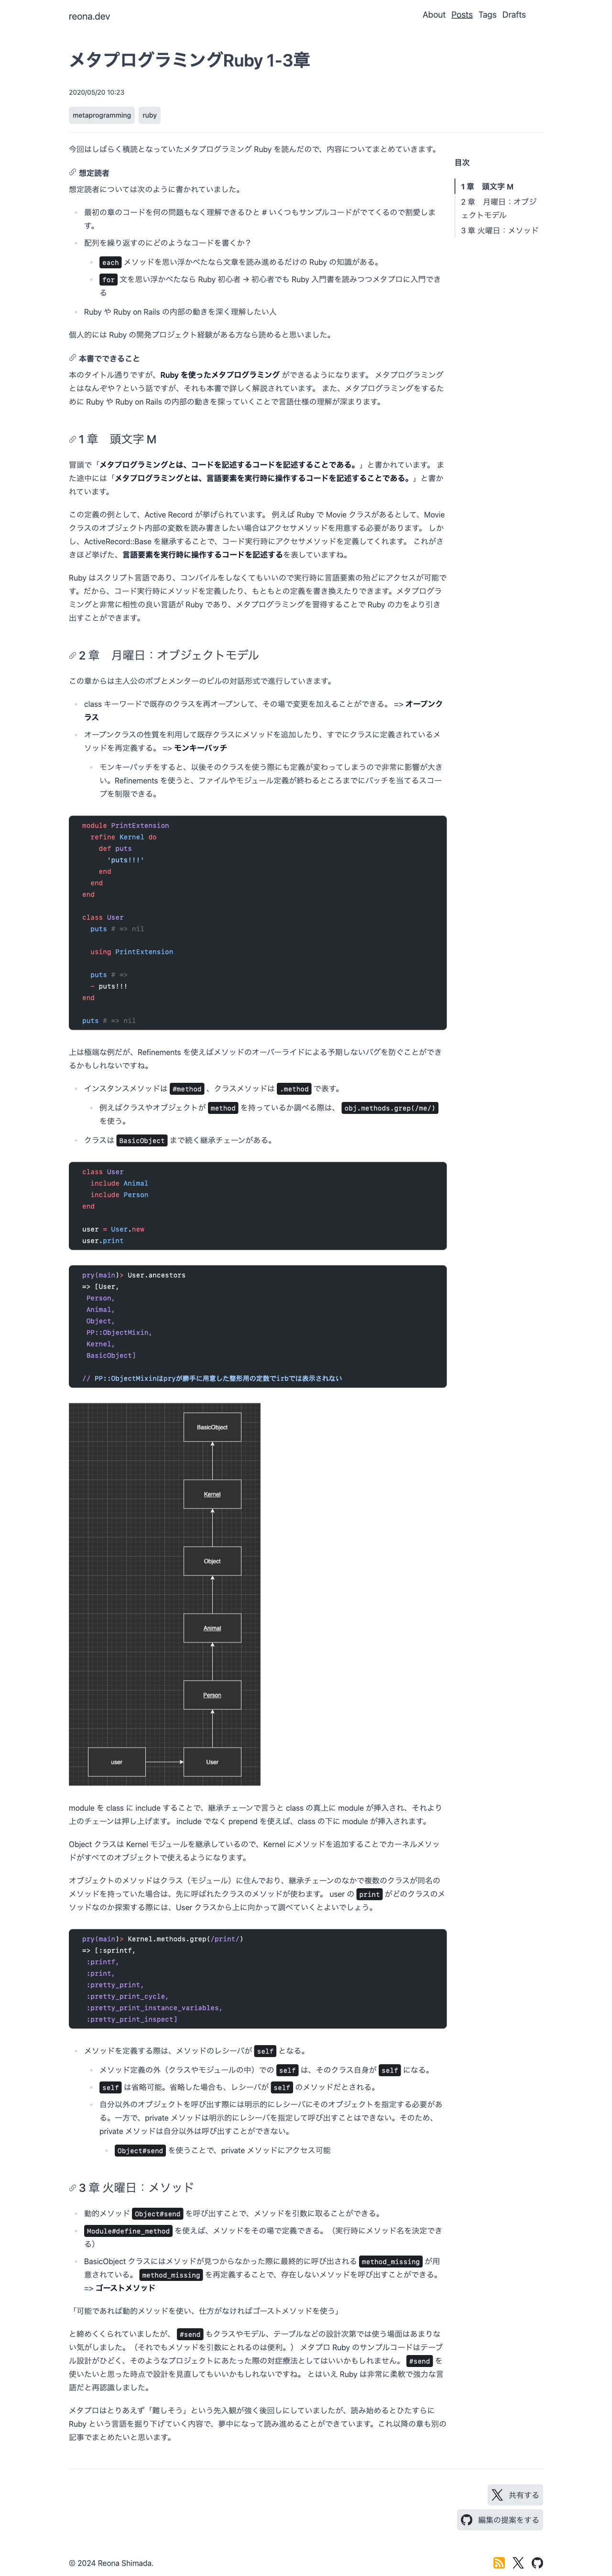 reona.dev
About Posts Tags Drafts
メタプログラミングRuby 1-3章
2020/05/20 10:23
metaprogramming ruby
今回はしばらく積読となっていたメタプログラミング Ruby を読んだので、内容についてまとめていきます。
目次
1 章　頭文字 M
2 章　月曜日：オブジ
ェクトモデル
3 章 火曜日：メソッド
想定読者
想定読者については次のように書かれていました。
最初の章のコードを何の問題もなく理解できるひと # いくつもサンプルコードがでてくるので割愛しま
す。
配列を繰り返すのにどのようなコードを書くか？
each メソッドを思い浮かべたなら文章を読み進めるだけの Ruby の知識がある。
for 文を思い浮かべたなら Ruby 初心者 → 初心者でも Ruby 入門書を読みつつメタプロに入門でき
る
Ruby や Ruby on Rails の内部の動きを深く理解したい人
個人的には Ruby の開発プロジェクト経験がある方なら読めると思いました。
本書でできること
本のタイトル通りですが、Ruby を使ったメタプログラミング ができるようになります。 メタプログラミング
とはなんぞや？という話ですが、それも本書で詳しく解説されています。 また、メタプログラミングをするた
めに Ruby や Ruby on Rails の内部の動きを探っていくことで言語仕様の理解が深まります。
1 章　頭文字 M
冒頭で「メタプログラミングとは、コードを記述するコードを記述することである。」と書かれています。 ま
た途中には「メタプログラミングとは、言語要素を実行時に操作するコードを記述することである。」と書か
れています。
この定義の例として、Active Record が挙げられています。 例えば Ruby で Movie クラスがあるとして、Movie
クラスのオブジェクト内部の変数を読み書きしたい場合はアクセサメソッドを用意する必要があります。 しか
し、ActiveRecord::Base を継承することで、コード実行時にアクセサメソッドを定義してくれます。 これがさ
きほど挙げた、言語要素を実行時に操作するコードを記述するを表していますね。
Ruby はスクリプト言語であり、コンパイルをしなくてもいいので実行時に言語要素の殆どにアクセスが可能で
す。だから、コード実行時にメソッドを定義したり、もともとの定義を書き換えたりできます。メタプログラ
ミングと非常に相性の良い言語が Ruby であり、メタプログラミングを習得することで Ruby の力をより引き
出すことができます。
2 章　月曜日：オブジェクトモデル
この章からは主人公のボブとメンターのビルの対話形式で進行していきます。
class キーワードで既存のクラスを再オープンして、その場で変更を加えることができる。 => オープンク
ラス
オープンクラスの性質を利用して既存クラスにメソッドを追加したり、すでにクラスに定義されているメ
ソッドを再定義する。 => モンキーパッチ
モンキーパッチをすると、以後そのクラスを使う際にも定義が変わってしまうので非常に影響が大き
い。Refinements を使うと、ファイルやモジュール定義が終わるところまでにパッチを当てるスコー
プを制限できる。
module PrintExtension
refine Kernel do
def puts
'puts!!!'
end
end
end
class User
puts # => nil
using PrintExtension
puts # =>
~ puts!!!
end
puts # => nil
上は極端な例だが、Refinements を使えばメソッドのオーバーライドによる予期しないバグを防ぐことができ
るかもしれないですね。
インスタンスメソッドは #method 、クラスメソッドは .method で表す。
例えばクラスやオブジェクトが method を持っているか調べる際は、 obj.methods.grep(/me/)
を使う。
クラスは BasicObject まで続く継承チェーンがある。
class User
include Animal
include Person
end
user = User.new
user.print
pry(main)> User.ancestors
=> [User,
Person,
Animal,
Object,
PP::ObjectMixin,
Kernel,
BasicObject]
// PP::ObjectMixinはpryが勝手に用意した整形用の定数でirbでは表示されない
BasicObject
Kernel
Object
Animal
Person
user User
module を class に include することで、継承チェーンで言うと class の真上に module が挿入され、それより
上のチェーンは押し上げます。 include でなく prepend を使えば、class の下に module が挿入されます。
Object クラスは Kernel モジュールを継承しているので、Kernel にメソッドを追加することでカーネルメソッ
ドがすべてのオブジェクトで使えるようになります。
オブジェクトのメソッドはクラス（モジュール）に住んでおり、継承チェーンのなかで複数のクラスが同名の
メソッドを持っていた場合は、先に呼ばれたクラスのメソッドが使わます。 user の print がどのクラスのメ
ソッドなのか探索する際には、User クラスから上に向かって調べていくとよいでしょう。
pry(main)> Kernel.methods.grep(/print/)
=> [:sprintf,
:printf,
:print,
:pretty_print,
:pretty_print_cycle,
:pretty_print_instance_variables,
:pretty_print_inspect]
メソッドを定義する際は、メソッドのレシーバが self となる。
メソッド定義の外（クラスやモジュールの中）での self は、そのクラス自身が self になる。
self は省略可能。省略した場合も、レシーバが self のメソッドだとされる。
自分以外のオブジェクトを呼び出す際には明示的にレシーバにそのオブジェクトを指定する必要があ
る。一方で、private メソッドは明示的にレシーバを指定して呼び出すことはできない。そのため、
private メソッドは自分以外は呼び出すことができない。
Object#send を使うことで、private メソッドにアクセス可能
3 章 火曜日：メソッド
動的メソッド Object#send を呼び出すことで、メソッドを引数に取ることができる。
Module#define_method を使えば、メソッドをその場で定義できる。（実行時にメソッド名を決定でき
る）
BasicObject クラスにはメソッドが見つからなかった際に最終的に呼び出される method_missing が用
意されている。 method_missing を再定義することで、存在しないメソッドを呼び出すことができる。
=> ゴーストメソッド
「可能であれば動的メソッドを使い、仕方がなければゴーストメソッドを使う」
と締めくくられていましたが、 #send もクラスやモデル、テーブルなどの設計次第では使う場面はあまりな
い気がしました。（それでもメソッドを引数にとれるのは便利。） メタプロ Ruby のサンプルコードはテーブ
ル設計がひどく、そのようなプロジェクトにあたった際の対症療法としてはいいかもしれません。 #send を
使いたいと思った時点で設計を見直してもいいかもしれないですね。 とはいえ Ruby は非常に柔軟で強力な言
語だと再認識しました。
メタプロはとりあえず「難しそう」という先入観が強く後回しにしていましたが、読み始めるとひたすらに
Ruby という言語を掘り下げていく内容で、夢中になって読み進めることができています。これ以降の章も別の
記事でまとめたいと思います。
共有する
編集の提案をする
© 2024 Reona Shimada.